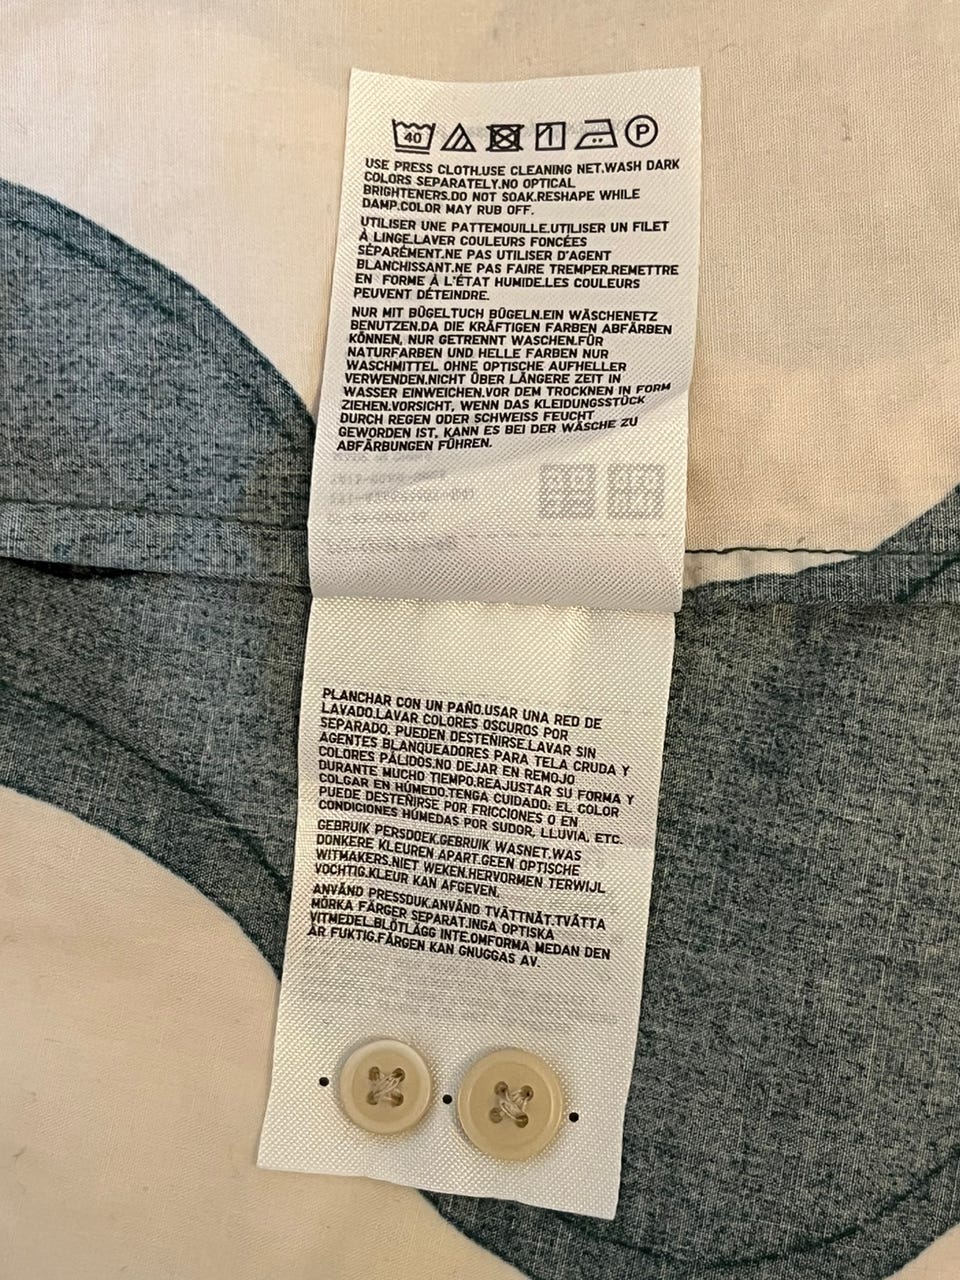 40 P
USE PRESS CLOTH.USE CLEANING NET.WASH DARK
COLORS SEPARATELY.NO OPTICAL
BRIGHTENERS.DO NOT SOAK.RESHAPE WHILE
DAMP.COLOR MAY RUB OFF.
UTILISER UNE PATTEMOUILLE.UTILISER UN FILET
À LINGE.LAVER COULEURS FONCÉES
SÉPARÉMENT.NE PAS UTILISER D'AGENT
BLANCHISSANT.NE PAS FAIRE TREMPER.REMETTRE
EN FORME À L'ÉTAT HUMIDE.LES COULEURS
PEUVENT DÉTEINDRE.
NUR MIT BÜGELTUCH BÜGELN.EIN WÄSCHENETZ
BENUTZEN.DA DIE KRÄFTIGEN FARBEN ABFÄRBEN
KÖNNEN, NUR GETRENNT WASCHEN.FÜR
NATURFARBEN UND HELLE FARBEN NUR
WASCHMITTEL OHNE OPTISCHE AUFHELLER
VERWENDEN.NICHT ÜBER LÄNGERE ZEIT IN
WASSER EINWEICHEN.VOR DEM TROCKNEN IN FORM
ZIEHEN.VORSICHT, WENN DAS KLEIDUNGSSTÜCK
DURCH REGEN ODER SCHWEISS FEUCHT
GEWORDEN IST, KANN ES BEI DER WÄSCHE ZU
ABFÄRBUNGEN FÜHREN.
PLANCHAR CON UN PAÑO.USAR UNA RED DE
LAVADO.LAVAR COLORES OSCUROS POR
SEPARADO. PUEDEN DESTEÑIRSE.LAVAR SIN
AGENTES BLANQUEADORES PARA TELA CRUDA Y
COLORES PÁLIDOS.NO DEJAR EN REMOJO
DURANTE MUCHO TIEMPO.REAJUSTAR SU FORMA Y
COLGAR EN HÚMEDO.TENGA CUIDADO: EL COLOR
PUEDE DESTEÑIRSE POR FRICCIONES O EN
CONDICIONES HÚMEDAS POR SUDOR, LLUVIA, ETC.
GEBRUIK PERSDOEK.GEBRUIK WASNET.WAS
DONKERE KLEUREN APART.GEEN OPTISCHE
WITMAKERS.NIET WEKEN.HERVORMEN TERWIJL
VOCHTIG.KLEUR KAN AFGEVEN.
ANVÄND PRESSDUK.ANVÄND TVÄTTNÄT.TVÄTTA
MÖRKA FÄRGER SEPARAT.INGA OPTISKA
VITMEDEL.BLÖTLÄGG INTE.OMFORMA MEDAN DEN
ÄR FUKTIG.FÄRGEN KAN GNUGGAS AV.